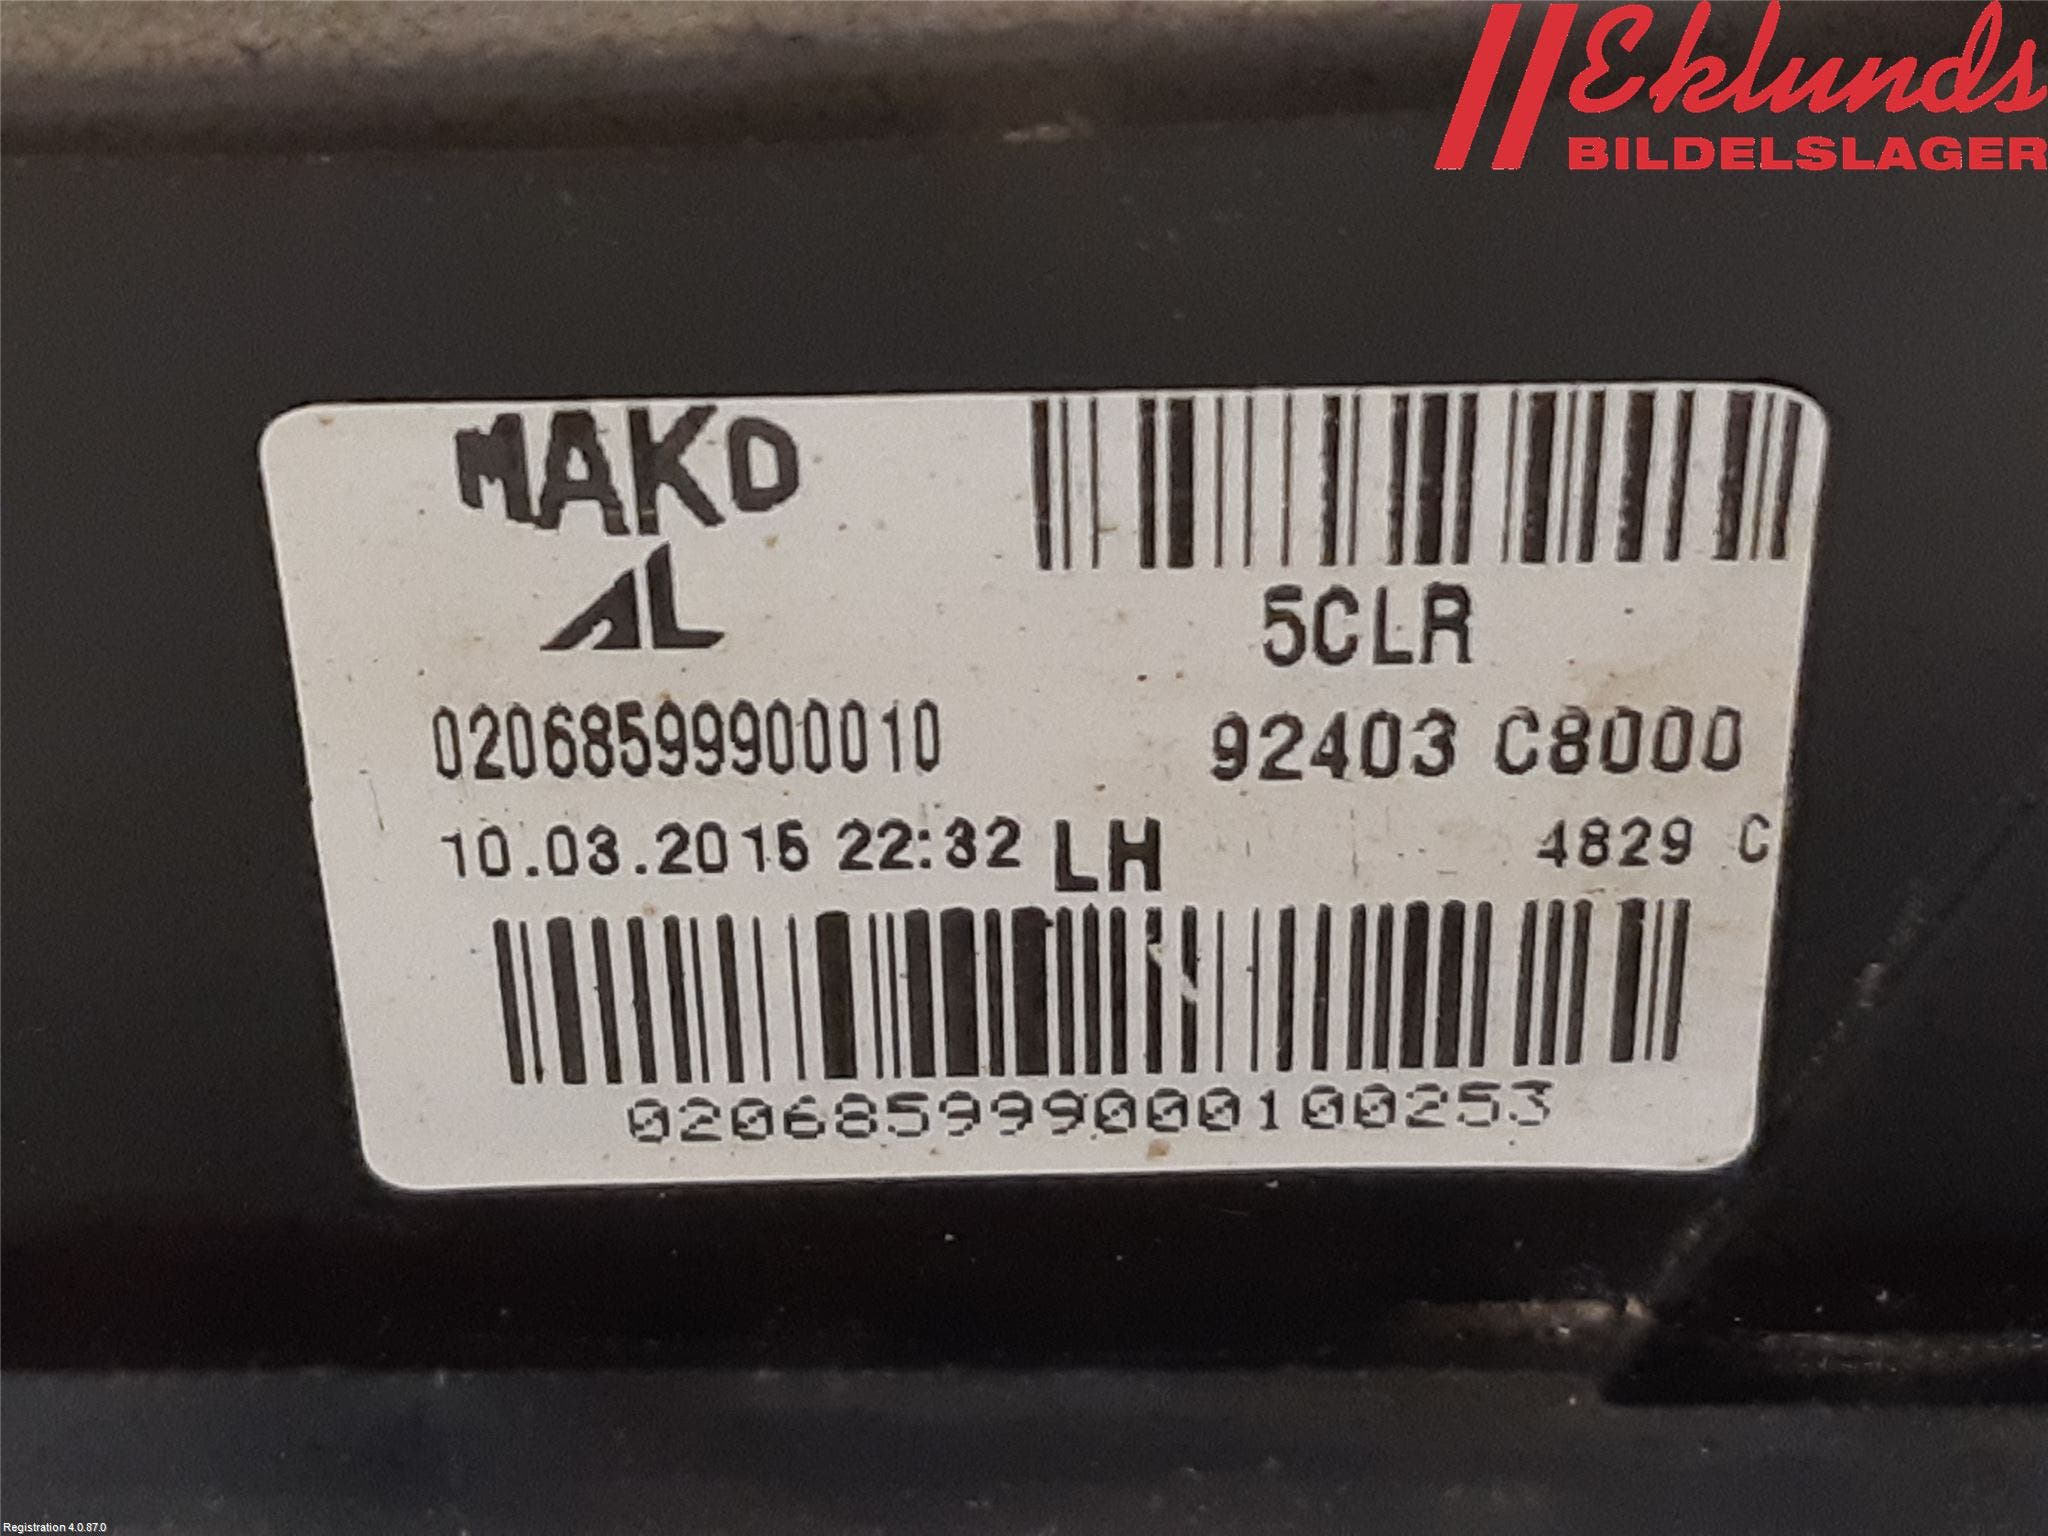 Eklunds
BILDELSLAGER
MAKO
AL
5CLR
02068599900010
92403 C8000
10.03.2015 22:32 LH
4829 C
020685999000100253
Registration 4.0.87.0